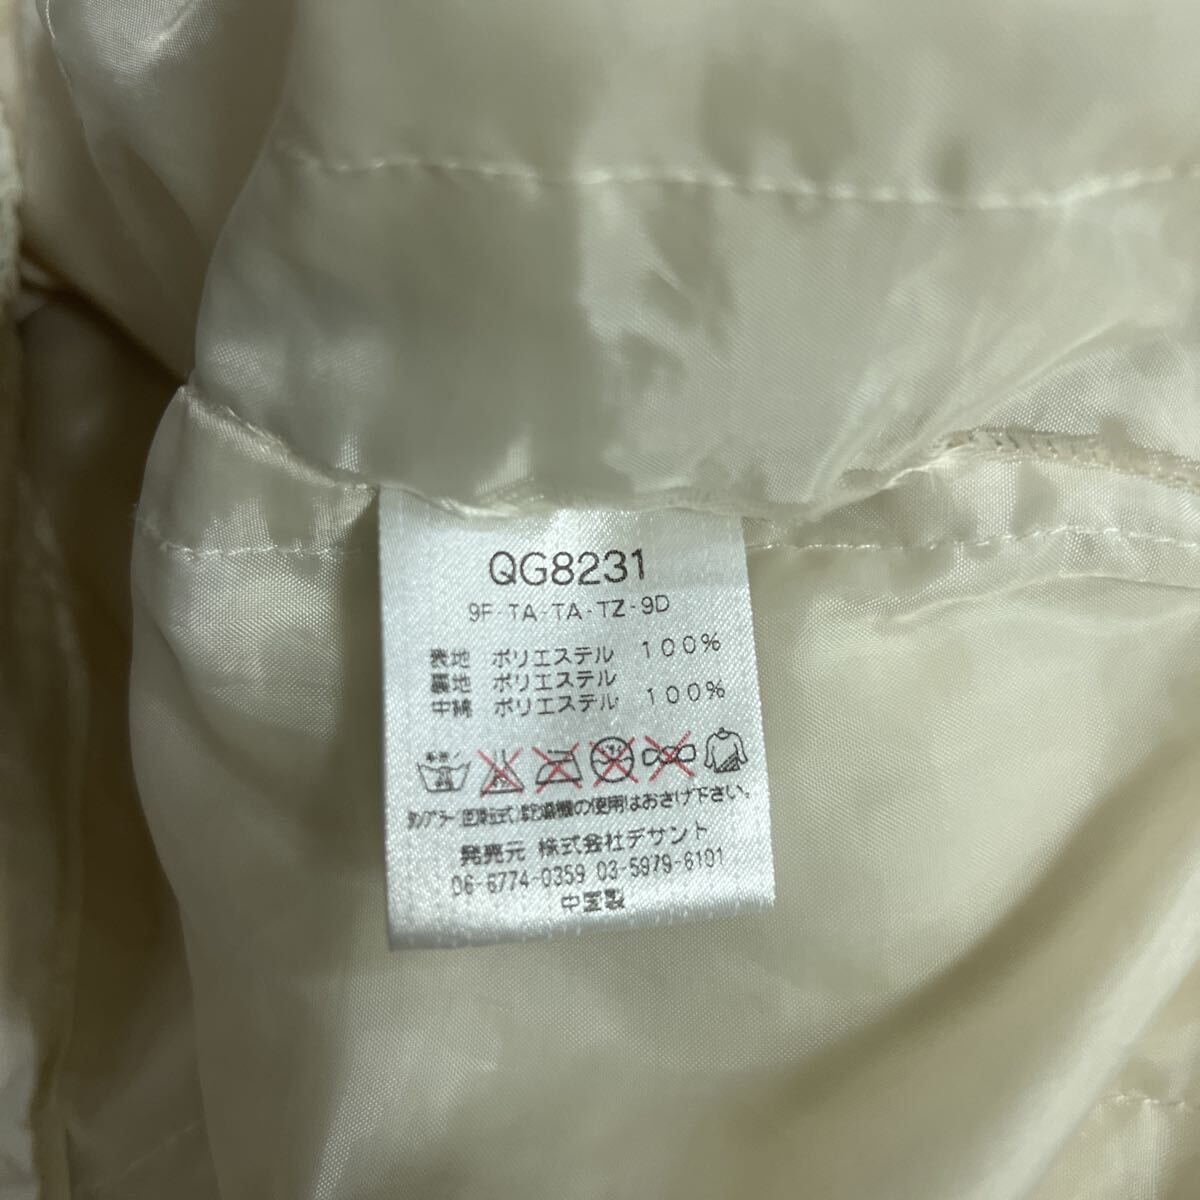 QG8231
9F-TA-TA-TZ-9D
表地 ポリエステル 100%
裏地 ポリエステル
中綿 ポリエステル 100%
タンブラー(回転式)乾燥機の使用はおさけ下さい。
発売元 株式会社デサント
06-6774-0359 03-5979-6101
中国製